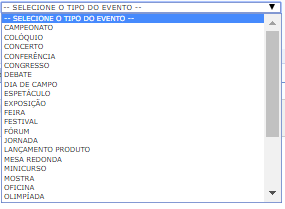 -- SELECIONE O TIPO DO EVENTO --
-- SELECIONE O TIPO DO EVENTO --
CAMPEONATO
COLÓQUIO
CONCERTO
CONFERÊNCIA
CONGRESSO
DEBATE
DIA DE CAMPO
ESPETÁCULO
EXPOSIÇÃO
FEIRA
FESTIVAL
FÓRUM
JORNADA
LANÇAMENTO PRODUTO
MESA REDONDA
MINICURSO
MOSTRA
OFICINA
OLIMPÍADA